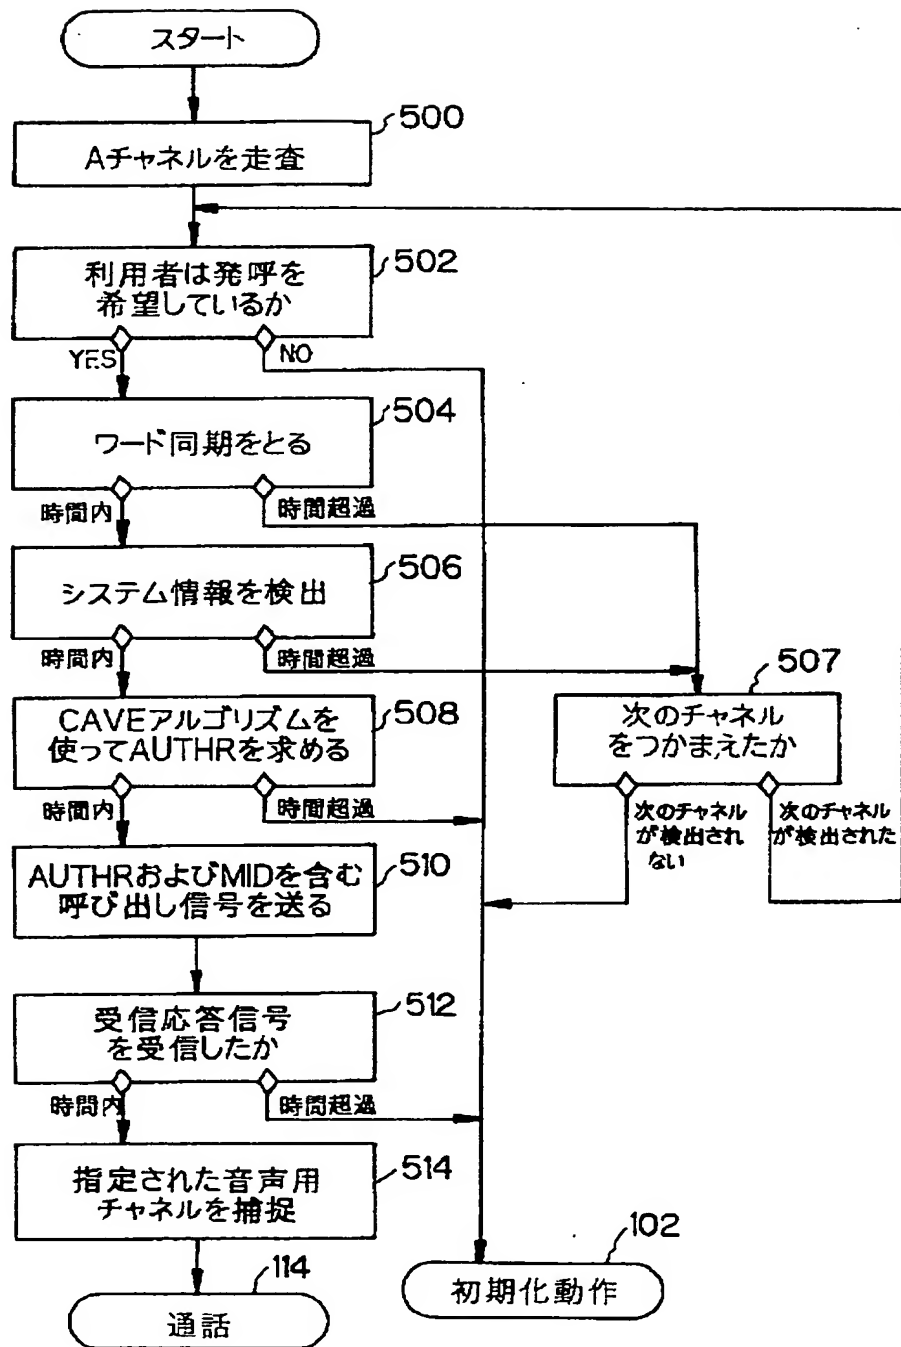 スタート
500
Aチャネルを走査
502
利用者は発呼を
希望しているか
YES
NO
504
ワード同期をとる
時間内
時間超過
506
システム情報を検出
時間内
時間超過
507
次のチャネル
をつかまえたか
508
CAVEアルゴリズムを
使ってAUTHRを求める
時間内
時間超過
次のチャネル
が検出され
ない
次のチャネル
が検出された
510
AUTHRおよびMIDを含む
呼び出し信号を送る
512
受信応答信号
を受信したか
時間内
時間超過
514
指定された音声用
チャネルを捕捉
102
初期化動作
114
通話